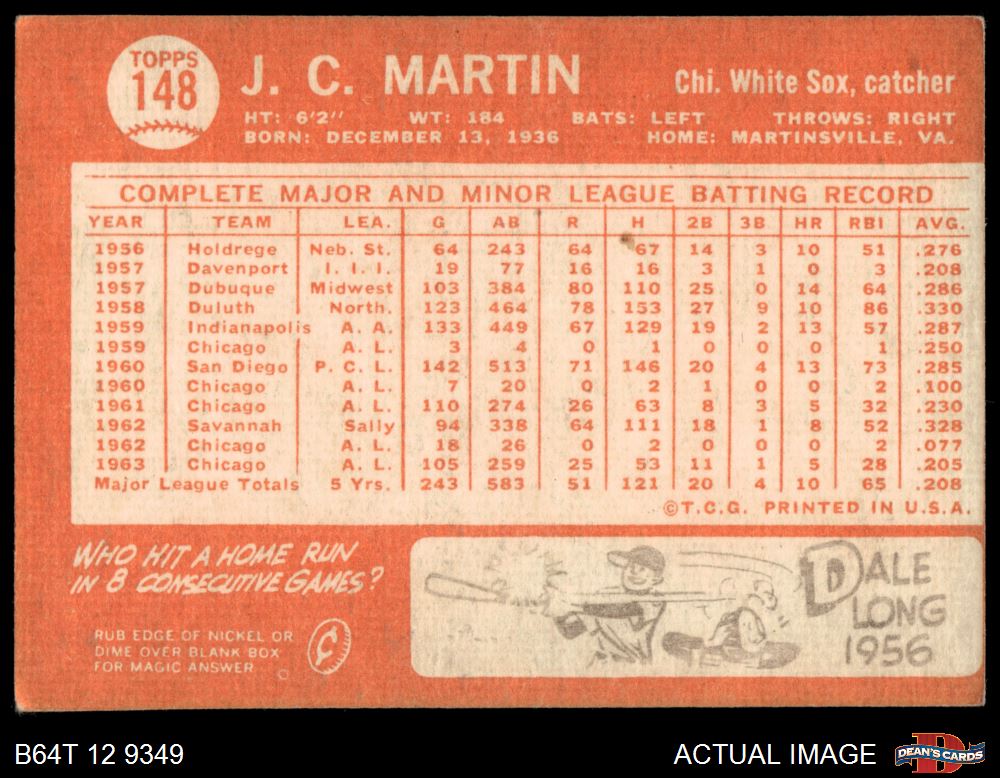 TOPPS
148
J. C. MARTIN
Chi. White Sox, catcher
HT: 6'2" WT: 184 BATS: LEFT THROWS: RIGHT
BORN: DECEMBER 13, 1936 HOME: MARTINSVILLE, VA.
COMPLETE MAJOR AND MINOR LEAGUE BATTING RECORD
YEAR TEAM LEA. G AB R H 2B 3B HR RBI AVG.
1956 Holdrege Neb. St. 64 243 64 67 14 3 10 51 .276
1957 Davenport I. I. I. 19 77 16 16 3 1 0 3 .208
1957 Dubuque Midwest 103 384 80 110 25 0 14 64 .286
1958 Duluth North. 123 464 78 153 27 9 10 86 .330
1959 Indianapolis A. A. 133 449 67 129 19 2 13 57 .287
1959 Chicago A. L. 3 4 0 1 0 0 0 1 .250
1960 San Diego P. C. L. 142 513 71 146 20 4 13 73 .285
1960 Chicago A. L. 7 20 0 2 1 0 0 2 .100
1961 Chicago A. L. 110 274 26 63 8 3 5 32 .230
1962 Savannah Sally 94 338 64 111 18 1 8 52 .328
1962 Chicago A. L. 18 26 0 2 0 0 0 2 .077
1963 Chicago A. L. 105 259 25 53 11 1 5 28 .205
Major League Totals 5 Yrs. 243 583 51 121 20 4 10 65 .208
©T.C.G. PRINTED IN U.S.A.
WHO HIT A HOME RUN
IN 8 CONSECUTIVE GAMES?
RUB EDGE OF NICKEL OR
DIME OVER BLANK BOX
FOR MAGIC ANSWER
¢
DALE
LONG
1956
B64T 12 9349
ACTUAL IMAGE
D
DEAN'S CARDS